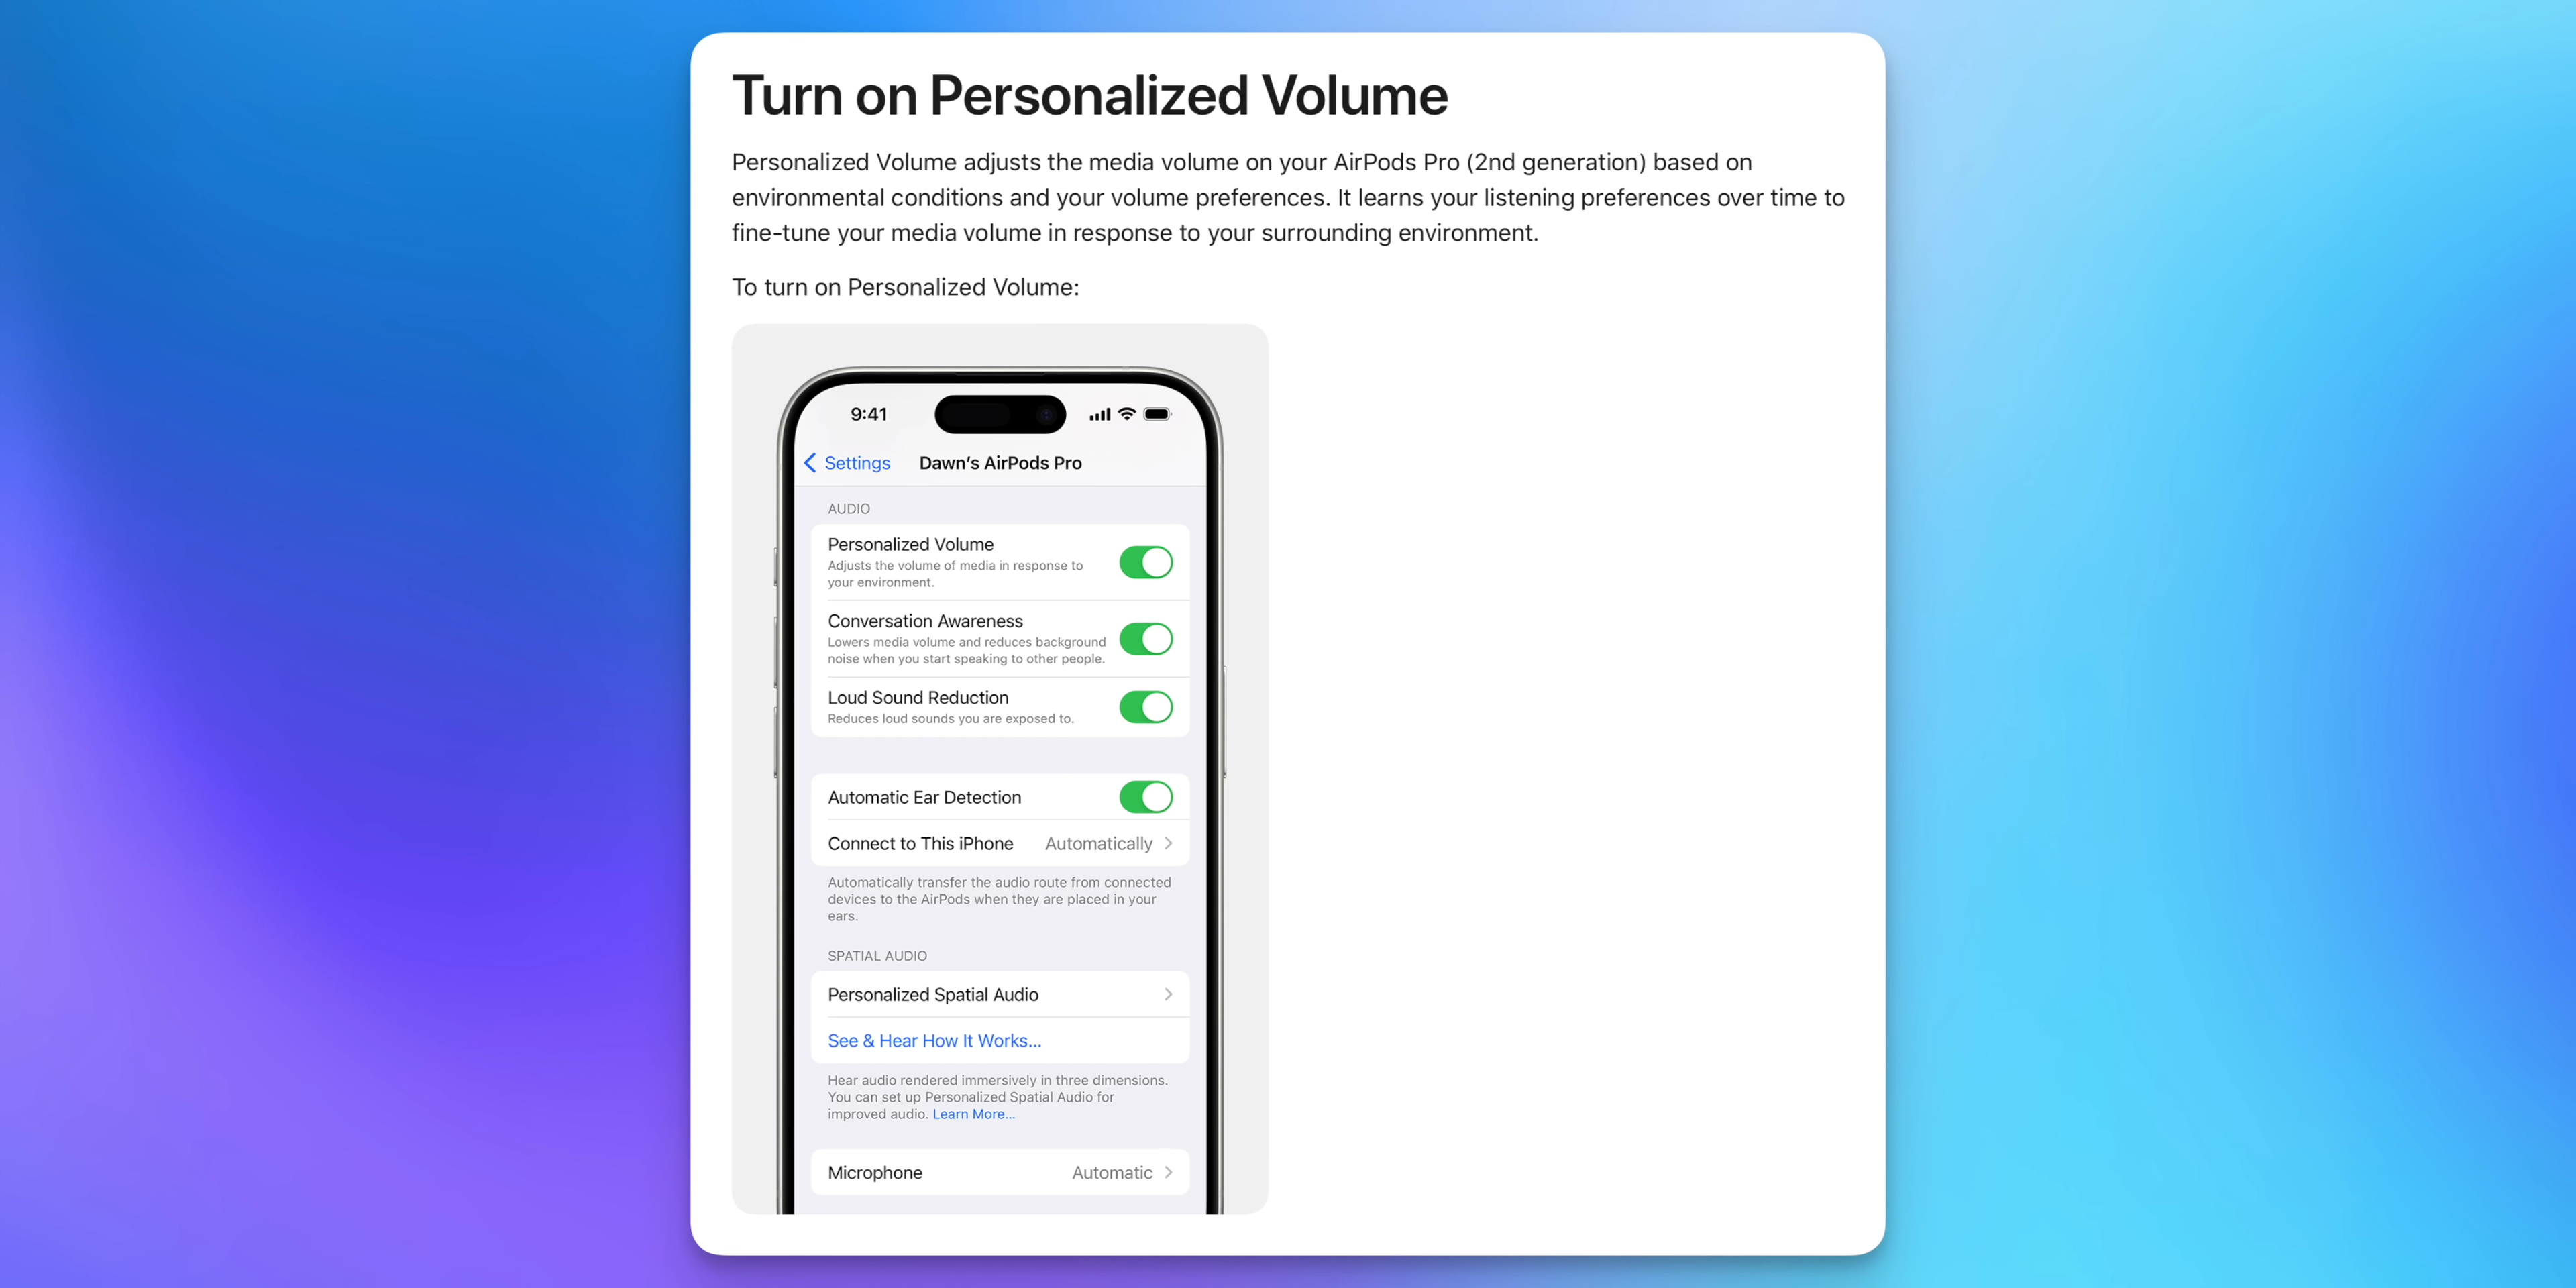 Turn on Personalized Volume
Personalized Volume adjusts the media volume on your AirPods Pro (2nd generation) based on
environmental conditions and your volume preferences. It learns your listening preferences over time to
fine-tune your media volume in response to your surrounding environment.
To turn on Personalized Volume:
9:41
Settings Dawn’s AirPods Pro
AUDIO
Personalized Volume
Adjusts the volume of media in response to
your environment.
Conversation Awareness
Lowers media volume and reduces background
noise when you start speaking to other people.
Loud Sound Reduction
Reduces loud sounds you are exposed to.
Automatic Ear Detection
Connect to This iPhone Automatically
Automatically transfer the audio route from connected
devices to the AirPods when they are placed in your
ears.
SPATIAL AUDIO
Personalized Spatial Audio
See & Hear How It Works...
Hear audio rendered immersively in three dimensions.
You can set up Personalized Spatial Audio for
improved audio. Learn More...
Microphone Automatic